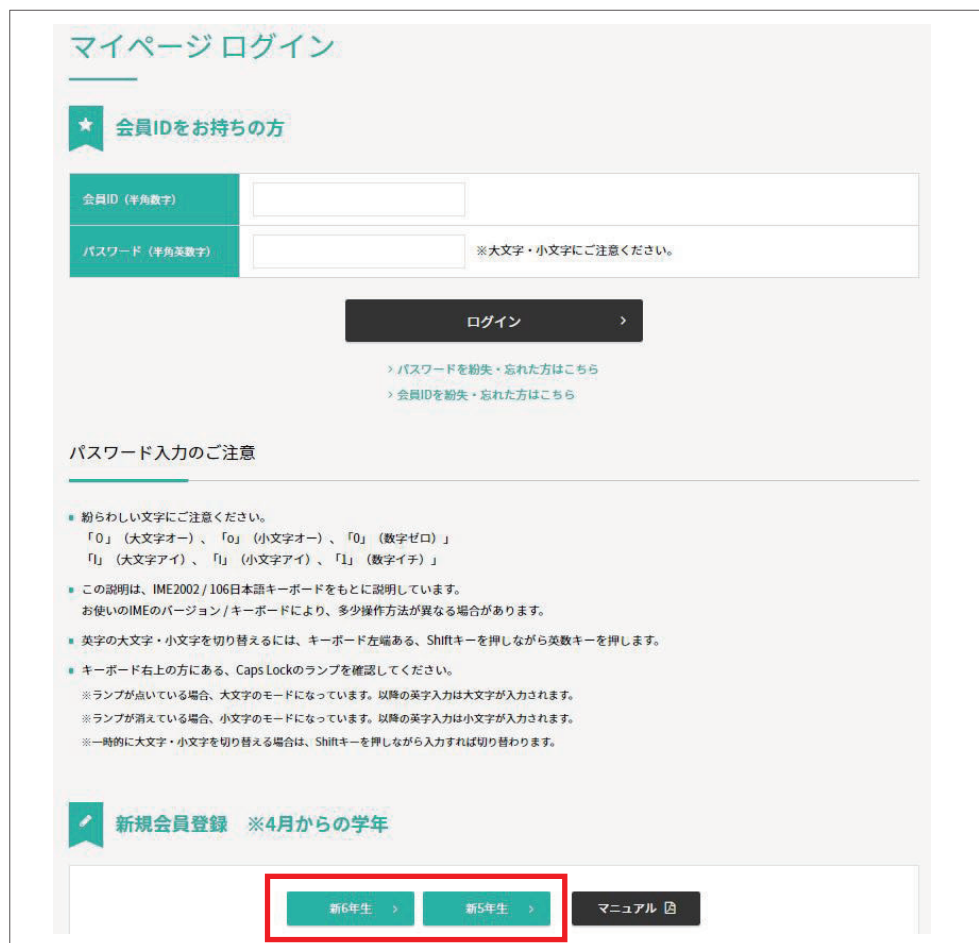 マイページ ログイン
会員IDをお持ちの方
会員ID（半角数字）
パスワード（半角英数字）
※大文字・小文字にご注意ください。
ログイン
パスワードを紛失・忘れた方はこちら
会員IDを紛失・忘れた方はこちら
パスワード入力のご注意
紛らわしい文字にご注意ください。
「O」（大文字オー）、「o」（小文字オー）、「0」（数字ゼロ）」
「I」（大文字アイ）、「l」（小文字アイ）、「1」（数字イチ）」
この説明は、IME2002 / 106日本語キーボードをもとに説明しています。
お使いのIMEのバージョン / キーボードにより、多少操作方法が異なる場合があります。
英字の大文字・小文字を切り替えるには、キーボード左端ある、Shiftキーを押しながら英数キーを押します。
キーボード右上の方にある、Caps Lockのランプを確認してください。
※ランプが点いている場合、大文字のモードになっています。以降の英字入力は大文字が入力されます。
※ランプが消えている場合、小文字のモードになっています。以降の英字入力は小文字が入力されます。
※一時的に大文字・小文字を切り替える場合は、Shiftキーを押しながら入力すれば切り替わります。
新規会員登録　※4月からの学年
新6年生
新5年生
マニュアル